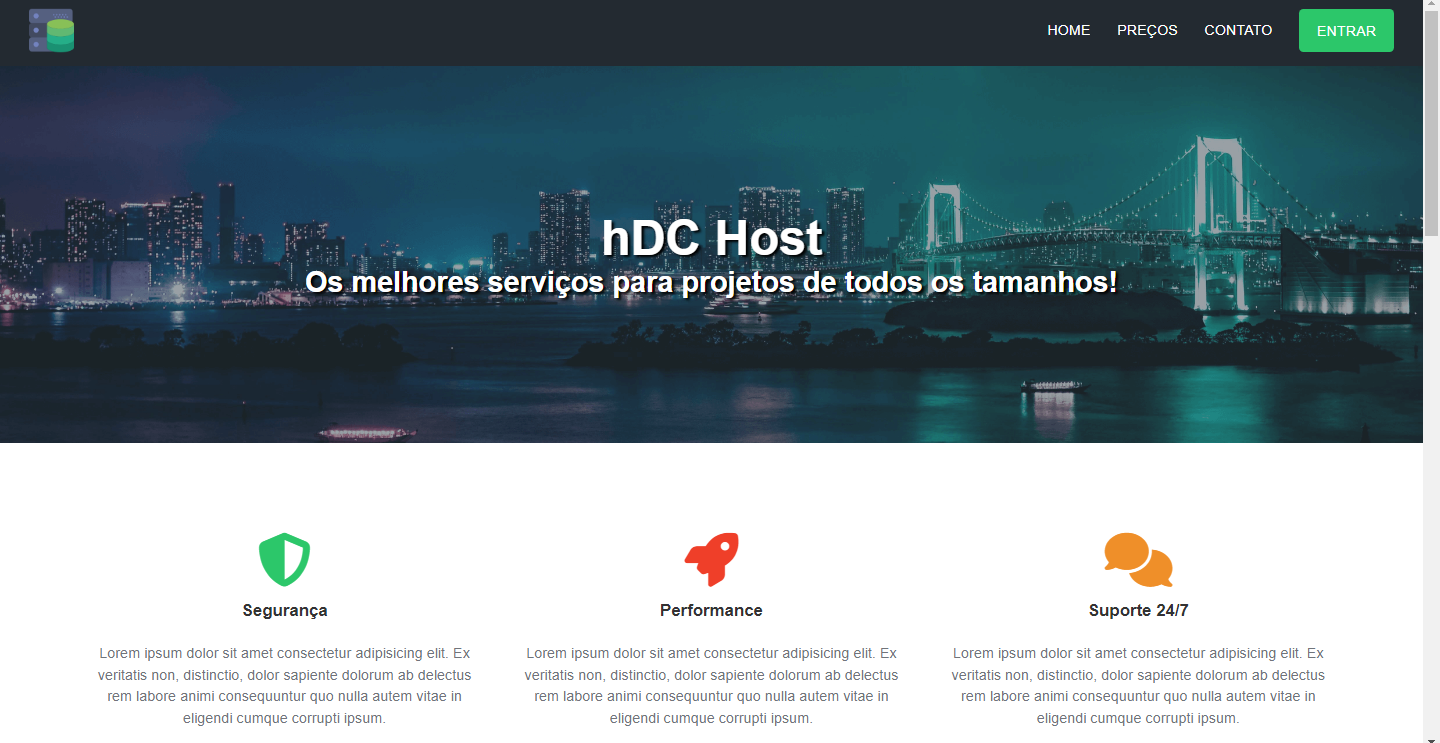 HOME PREÇOS CONTATO ENTRAR
hDC Host
Os melhores serviços para projetos de todos os tamanhos!
Segurança
Lorem ipsum dolor sit amet consectetur adipisicing elit. Ex
veritatis non, distinctio, dolor sapiente dolorum ab delectus
rem labore animi consequuntur quo nulla autem vitae in
eligendi cumque corrupti ipsum.
Performance
Lorem ipsum dolor sit amet consectetur adipisicing elit. Ex
veritatis non, distinctio, dolor sapiente dolorum ab delectus
rem labore animi consequuntur quo nulla autem vitae in
eligendi cumque corrupti ipsum.
Suporte 24/7
Lorem ipsum dolor sit amet consectetur adipisicing elit. Ex
veritatis non, distinctio, dolor sapiente dolorum ab delectus
rem labore animi consequuntur quo nulla autem vitae in
eligendi cumque corrupti ipsum.